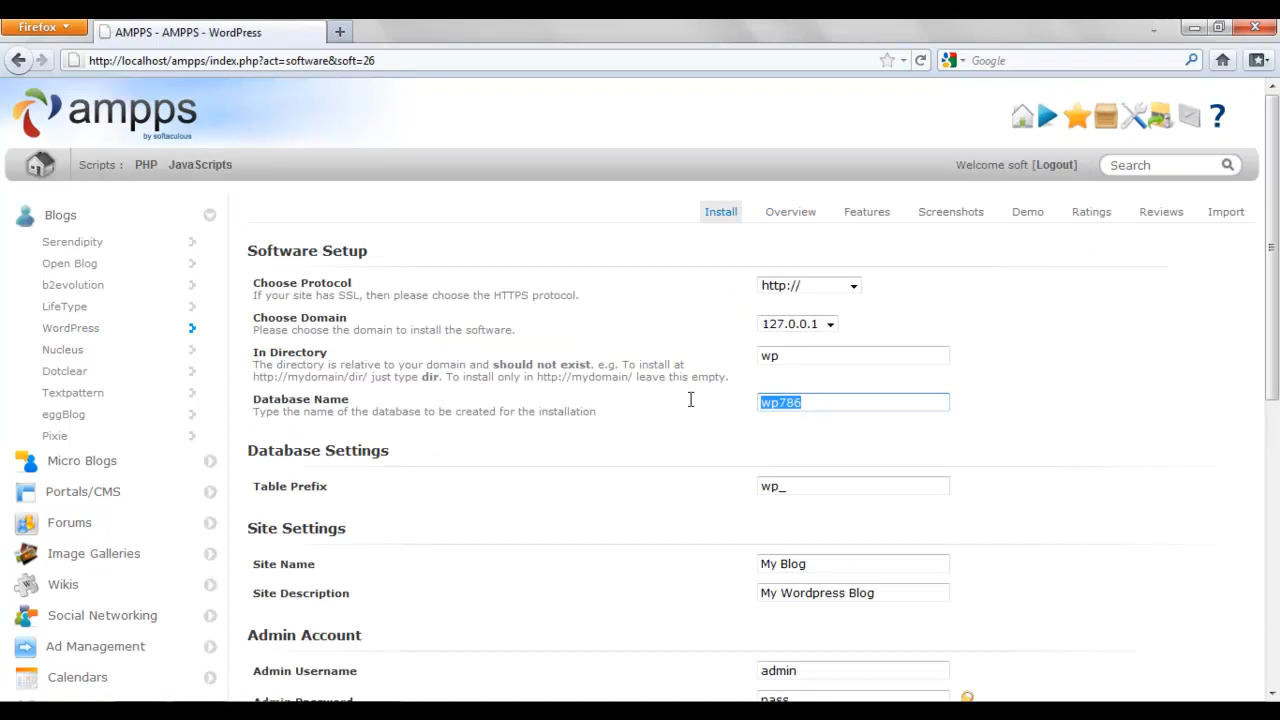 Firefox
AMPPS - AMPPS - WordPress
http://localhost/ampps/index.php?act=software&soft=26
Google
ampps
by softaculous
Scripts : PHP JavaScripts
Welcome soft [Logout]
Search
Blogs
Serendipity
Open Blog
b2evolution
LifeType
WordPress
Nucleus
Dotclear
Textpattern
eggBlog
Pixie
Micro Blogs
Portals/CMS
Forums
Image Galleries
Wikis
Social Networking
Ad Management
Calendars
Install Overview Features Screenshots Demo Ratings Reviews Import
Software Setup
Choose Protocol
If your site has SSL, then please choose the HTTPS protocol.
http://
Choose Domain
Please choose the domain to install the software.
127.0.0.1
In Directory
The directory is relative to your domain and should not exist. e.g. To install at
http://mydomain/dir/ just type dir. To install only in http://mydomain/ leave this empty.
wp
Database Name
Type the name of the database to be created for the installation
wp786
Database Settings
Table Prefix
wp_
Site Settings
Site Name
My Blog
Site Description
My Wordpress Blog
Admin Account
Admin Username
admin
Admin Password
pass